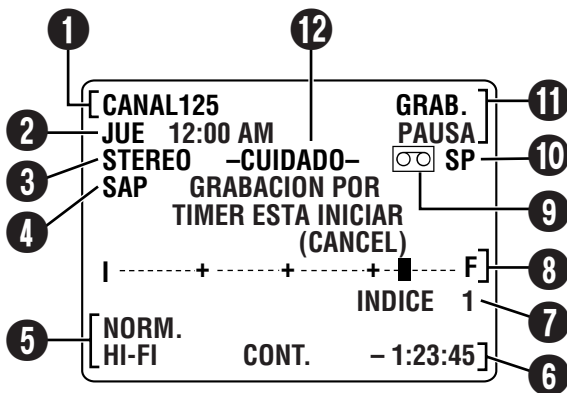 1 12
CANAL125 GRAB. 11
2 JUE 12:00 AM PAUSA
3 STEREO –CUIDADO– SP 10
4 SAP GRABACION POR 9
TIMER ESTA INICIAR
(CANCEL)
I ------+------+------+-- ---- F 8
INDICE 1 7
5 NORM.
HI-FI CONT. – 1:23:45 6